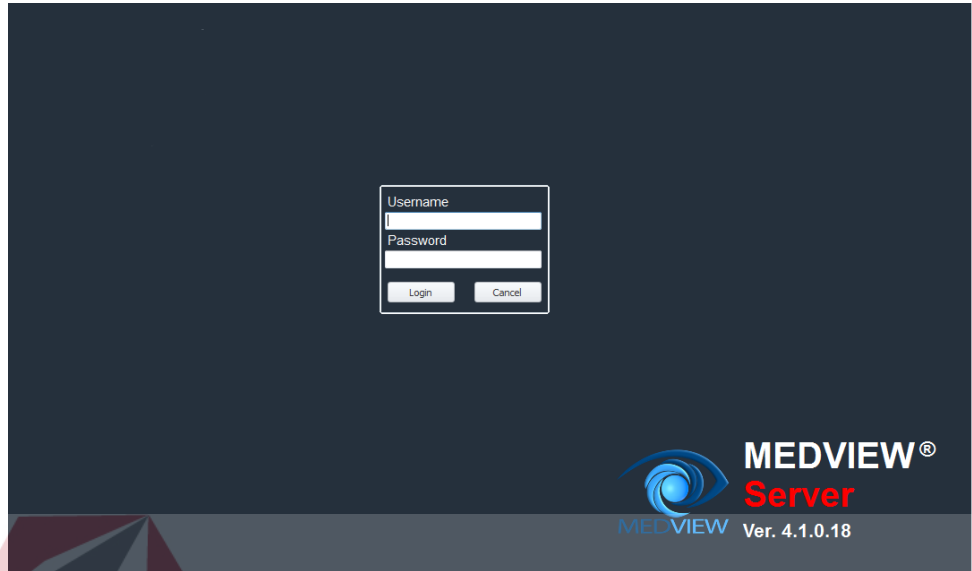 Username
Password
Login Cancel
MEDVIEW®
Server
MEDVIEW
Ver. 4.1.0.18